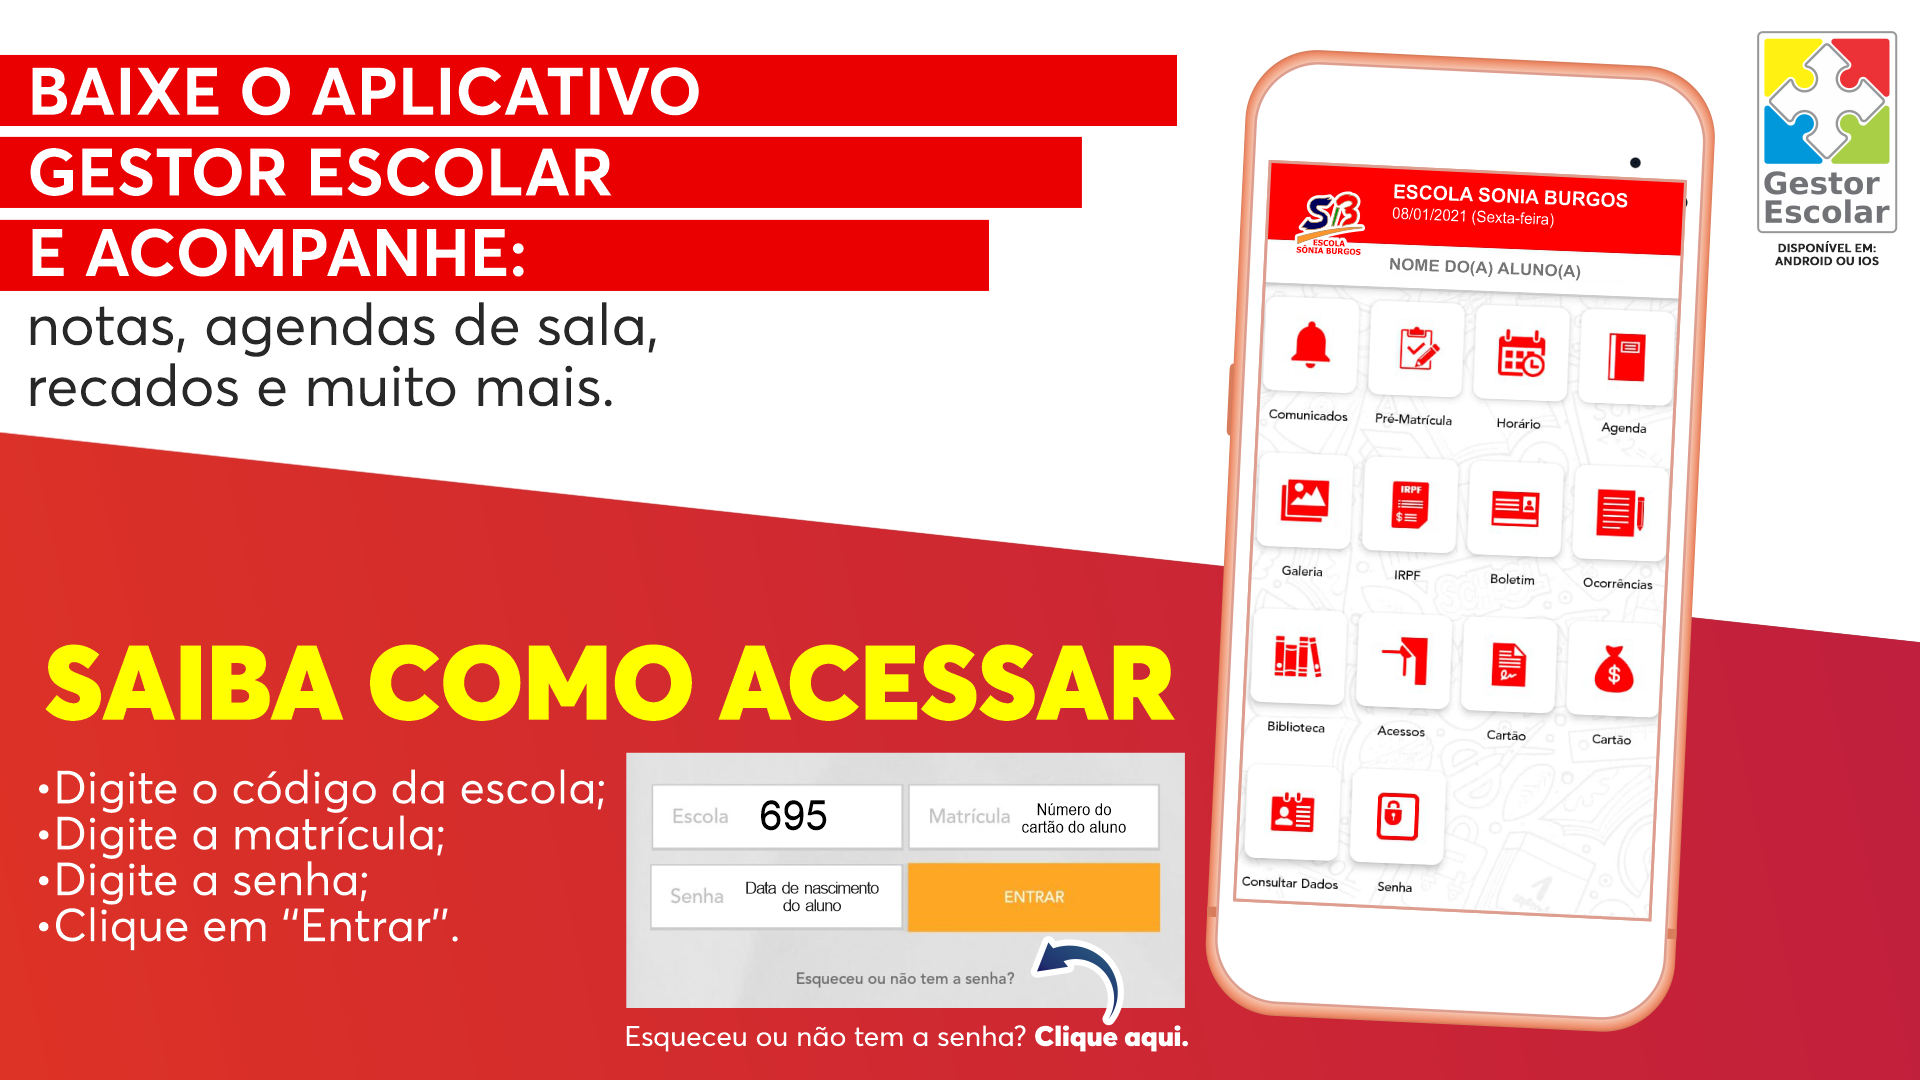 BAIXE O APLICATIVO
GESTOR ESCOLAR
E ACOMPANHE:
notas, agendas de sala,
recados e muito mais.
SAIBA COMO ACESSAR
•Digite o código da escola;
•Digite a matrícula;
•Digite a senha;
•Clique em "Entrar".
Escola 695
Matrícula Número do
cartão do aluno
Senha Data de nascimento
do aluno
ENTRAR
Esqueceu ou não tem a senha?
Esqueceu ou não tem a senha? Clique aqui.
SB
ESCOLA
SÔNIA BURGOS
ESCOLA SONIA BURGOS
08/01/2021 (Sexta-feira)
NOME DO(A) ALUNO(A)
Comunicados Pré-Matrícula Horário Agenda
IRPF
$
Galeria IRPF Boletim Ocorrências
$
Biblioteca Acessos Cartão Cartão
Consultar Dados Senha
Gestor
Escolar
DISPONÍVEL EM:
ANDROID OU IOS